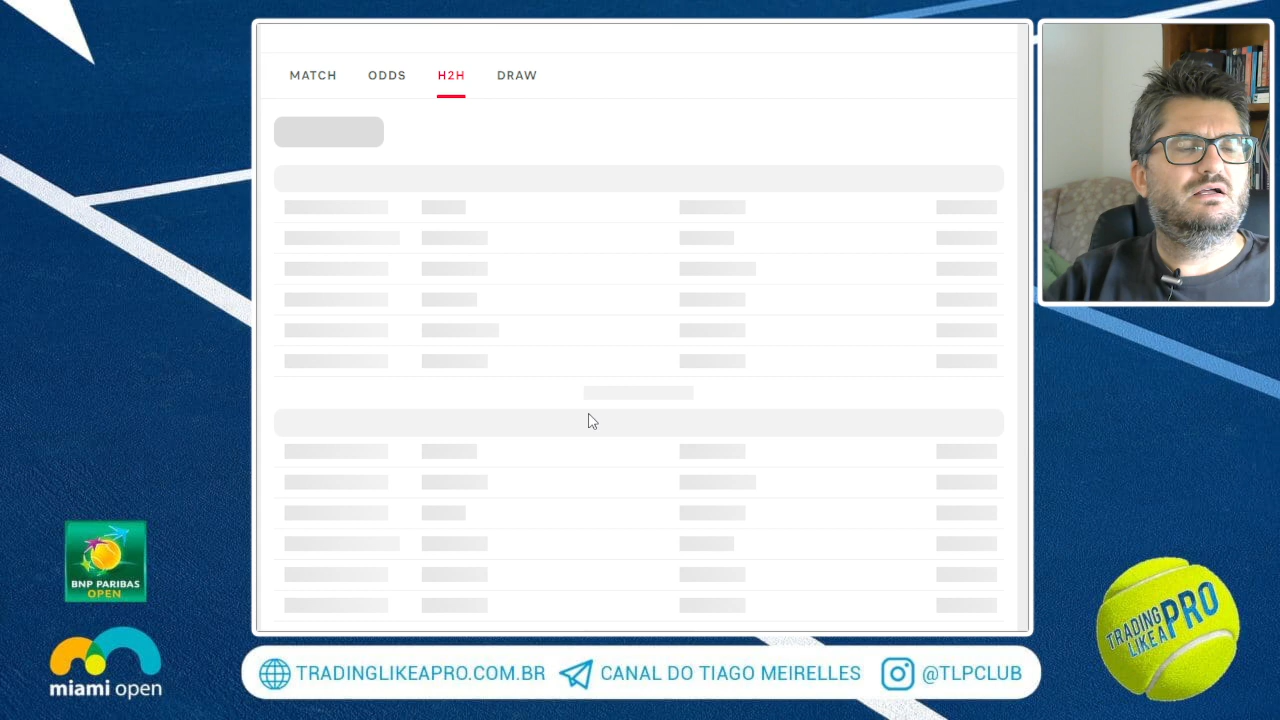 MATCH ODDS H2H DRAW
BNP PARIBAS
OPEN
miami open
TRADING
LIKE A PRO
TRADINGLIKEAPRO.COM.BR CANAL DO TIAGO MEIRELLES @TLPCLUB